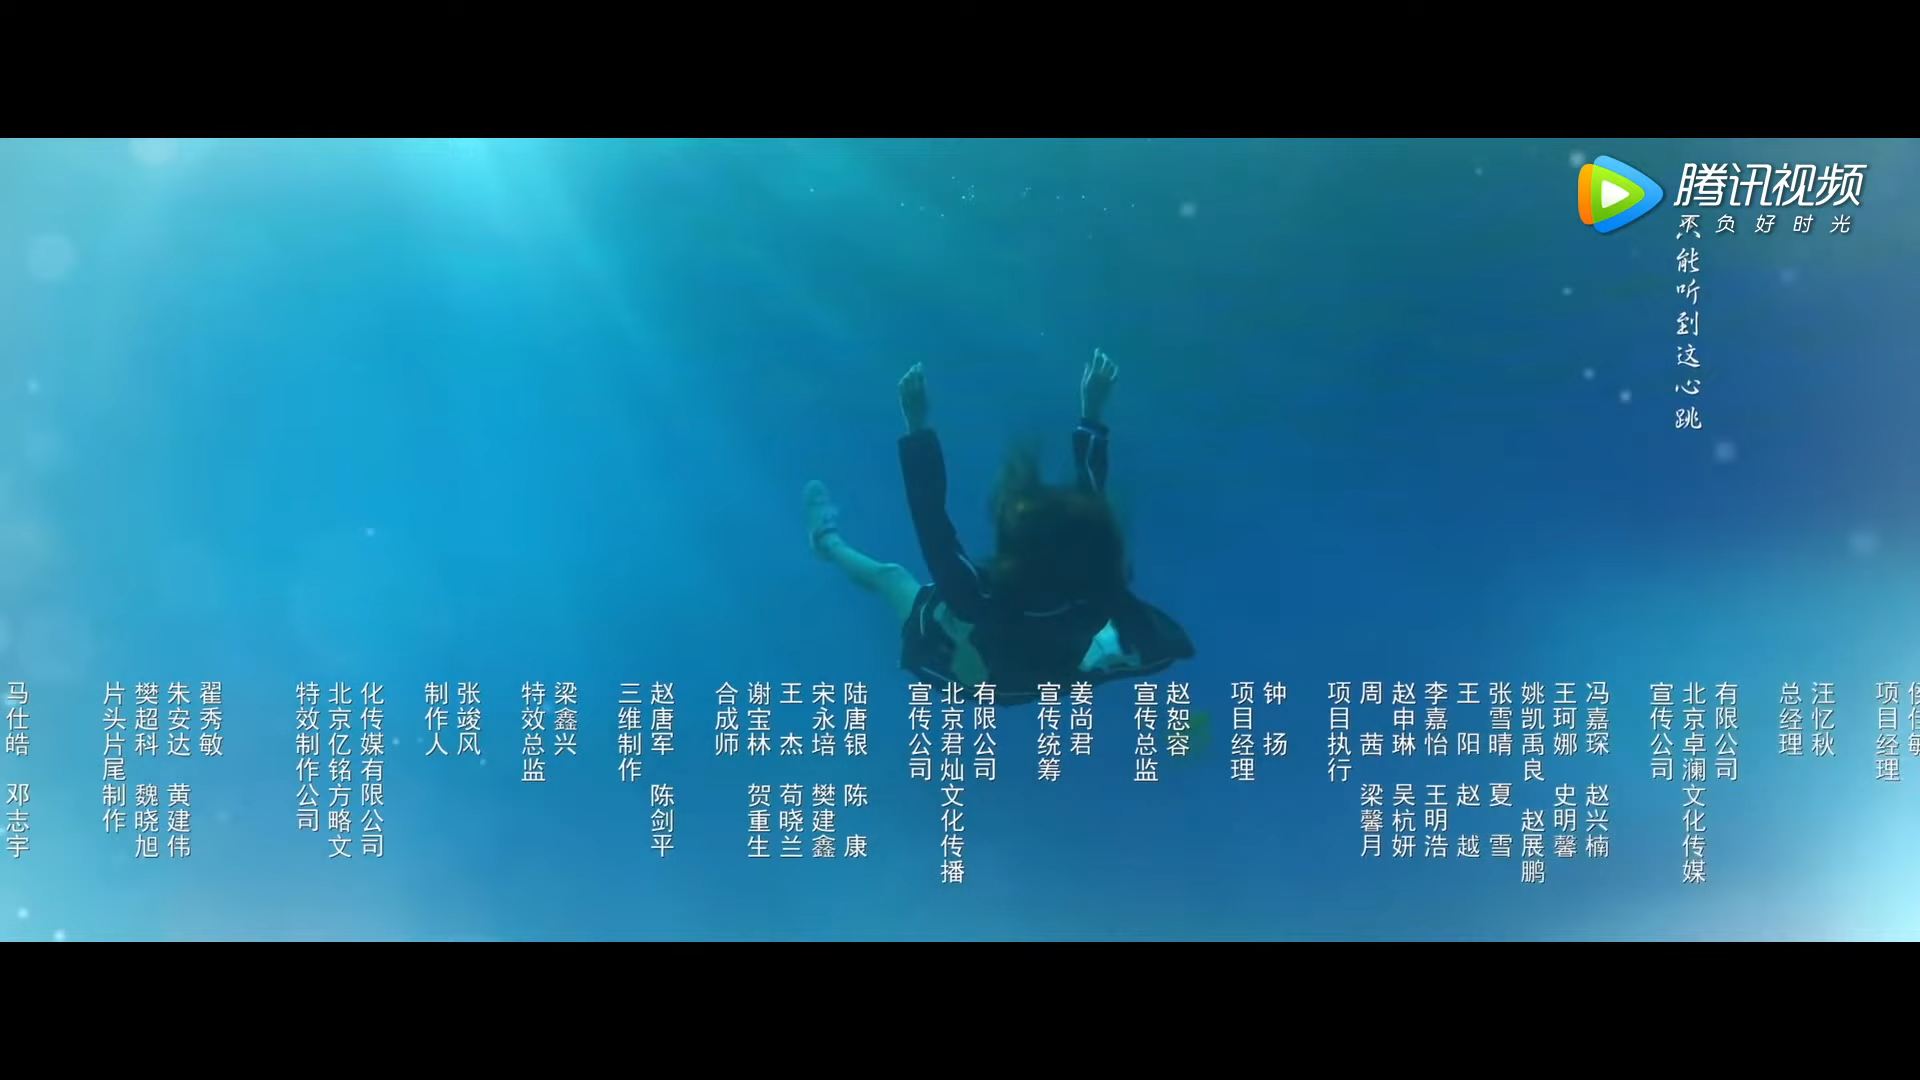 腾讯视频
不负好时光
只能听到这心跳
马仕皓 邓志宇
片头片尾制作
樊超科 魏晓旭
朱安达 黄建伟
翟秀敏
特效制作公司
北京亿铭方略文
化传媒有限公司
制作人
张竣风
特效总监
梁鑫兴
三维制作
赵唐军 陈剑平
合成师
谢宝林 贺重生
王杰 苟晓兰
宋永培 樊建鑫
陆唐银 陈康
宣传公司
北京君灿文化传播
有限公司
宣传统筹
姜尚君
宣传总监
赵恕容
项目经理
钟扬
项目执行
周茜 梁馨月
赵申琳 吴杭妍
李嘉怡 王明浩
王阳 赵越
张雪晴 夏雪
姚凯禹良 赵展鹏
王珂娜 史明馨
冯嘉琛 赵兴楠
宣传公司
北京卓澜文化传媒
有限公司
总经理
汪忆秋
项目经理